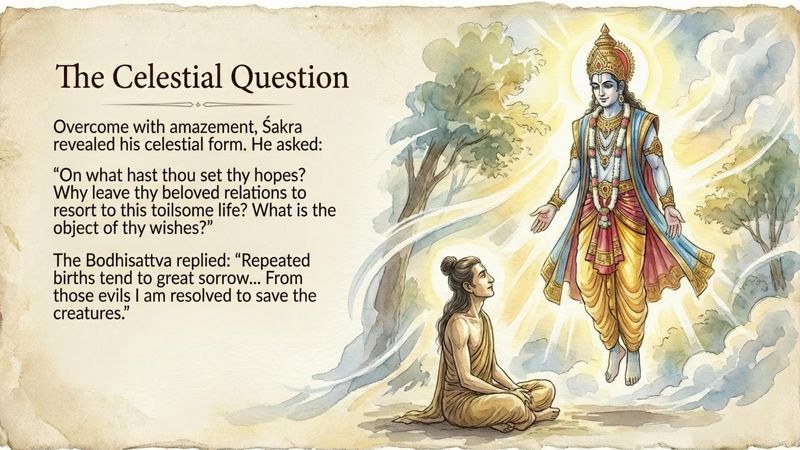 The Celestial Question
Overcome with amazement, Śakra
revealed his celestial form. He asked:
“On what hast thou set thy hopes?
Why leave thy beloved relations to
resort to this toilsome life? What is the
object of thy wishes?”
The Bodhisattva replied: “Repeated
births tend to great sorrow... From
those evils I am resolved to save the
creatures.”